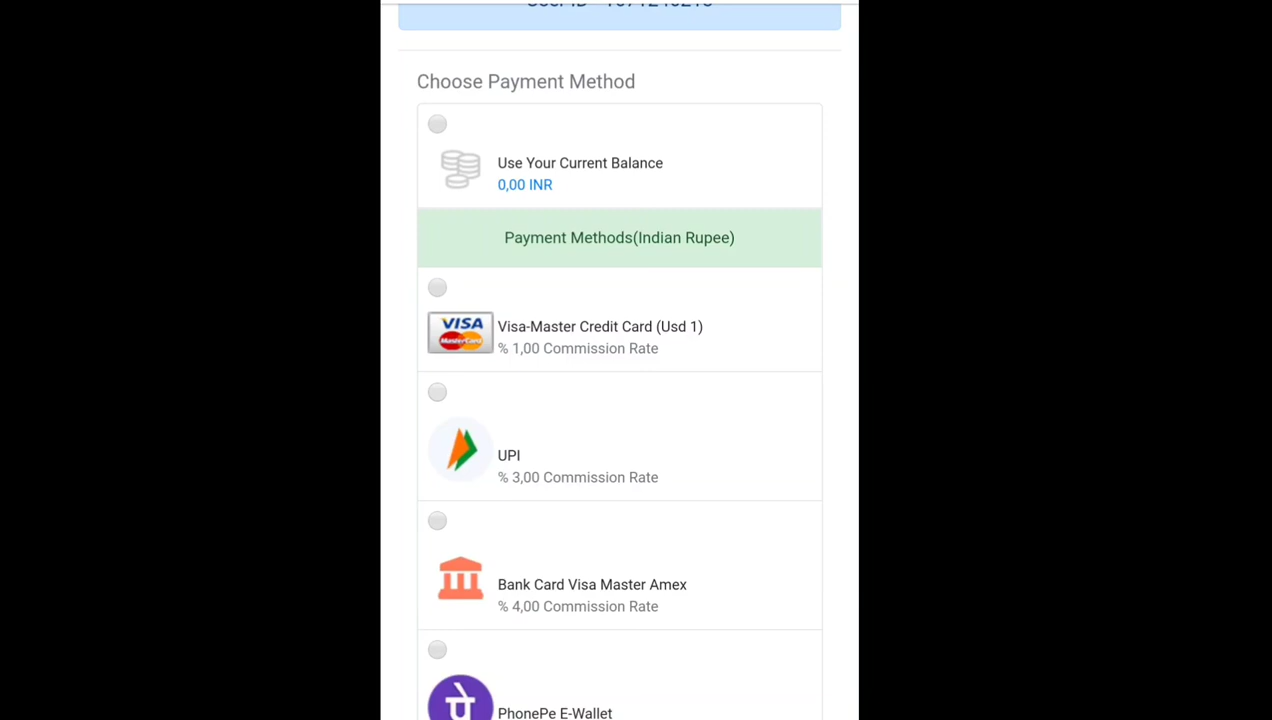 Choose Payment Method
Use Your Current Balance
0,00 INR
Payment Methods(Indian Rupee)
VISA
MasterCard
Visa-Master Credit Card (Usd 1)
% 1,00 Commission Rate
UPI
% 3,00 Commission Rate
Bank Card Visa Master Amex
% 4,00 Commission Rate
पे
PhonePe E-Wallet